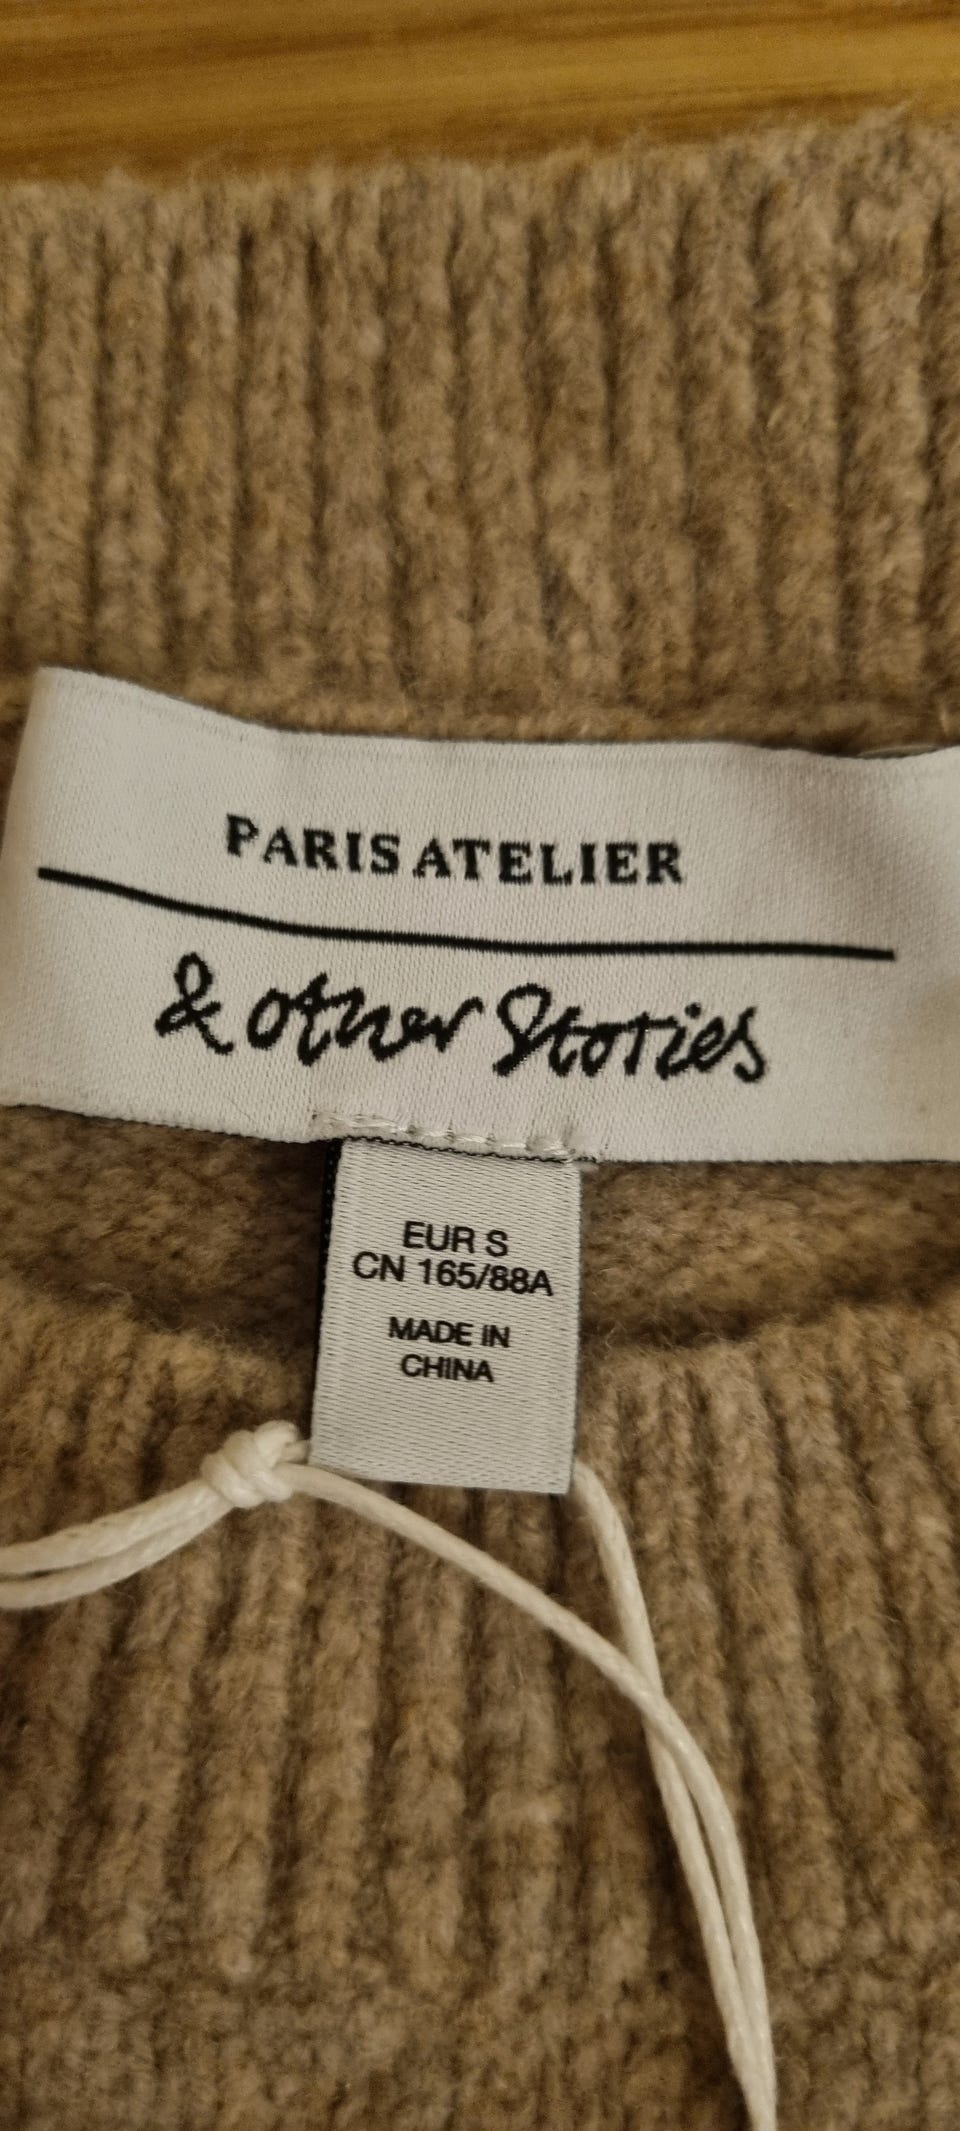 PARIS ATELIER
& other Stories
EUR S
CN 165/88A
MADE IN
CHINA